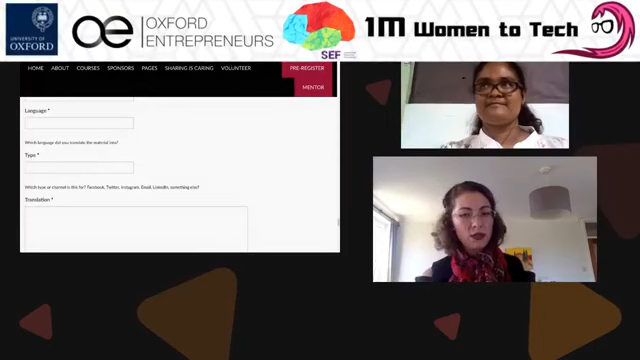 UNIVERSITY OF
OXFORD
oe
OXFORD
ENTREPRENEURS
SEF
1M Women to Tech
HOME ABOUT COURSES SPONSORS PAGES SHARING IS CARING VOLUNTEER PRE-REGISTER
MENTOR
Language *
Which language did you translate the material into?
Type *
Which type or channel is this for? Facebook, Twitter, Instagram, Email, LinkedIn, something else?
Translation *